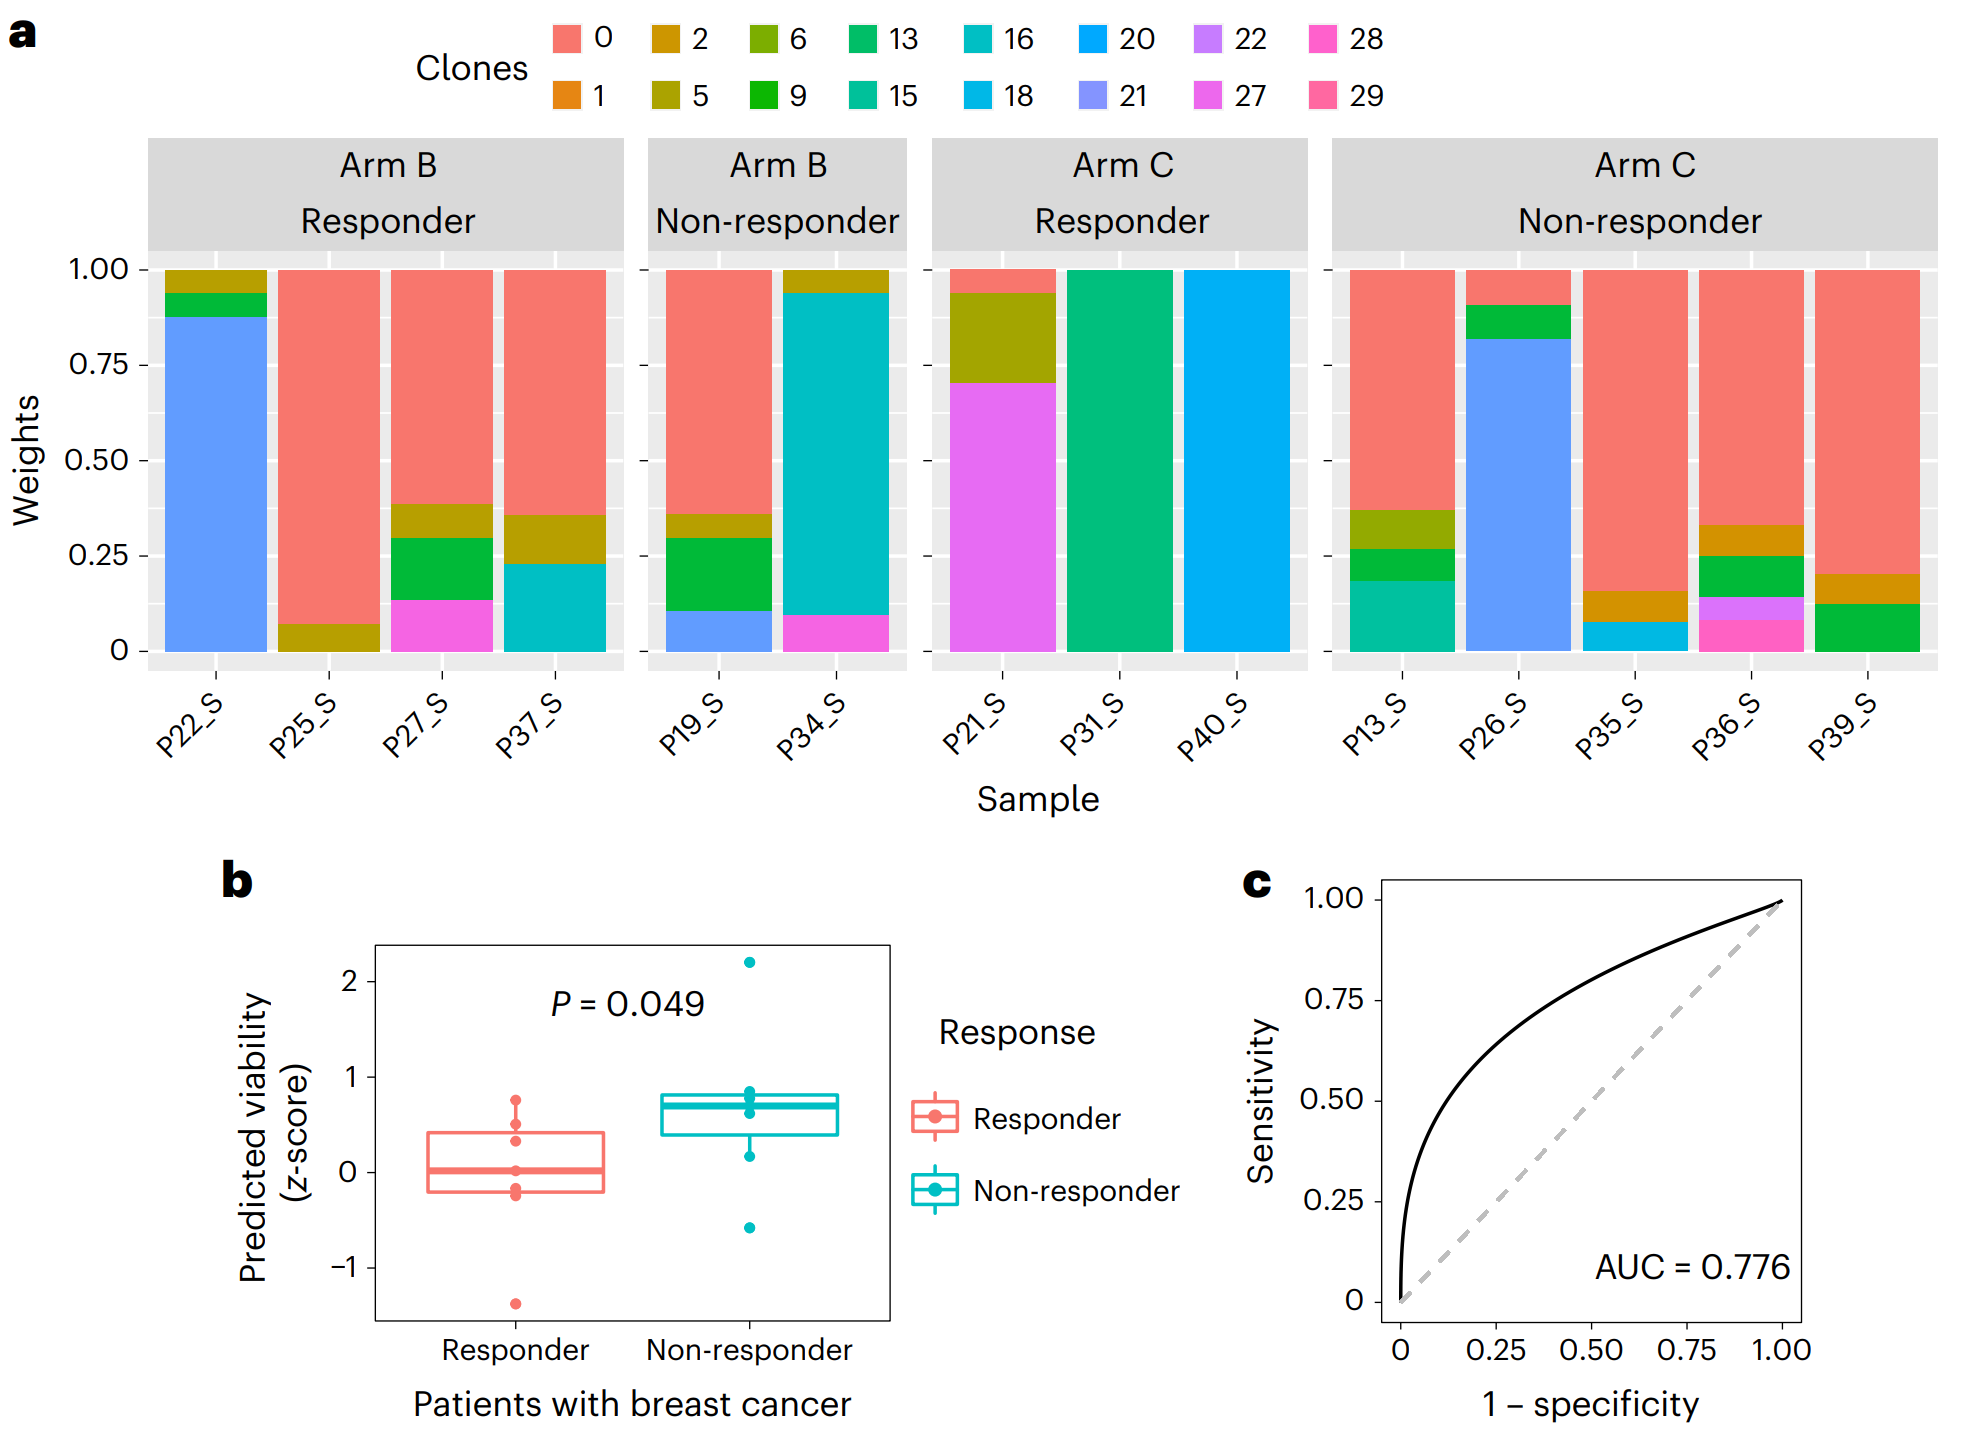 a
Clones
0 2 6 13 16 20 22 28
1 5 9 15 18 21 27 29
Arm B Arm B Arm C Arm C
Responder Non-responder Responder Non-responder
Weights
1.00
0.75
0.50
0.25
0
P22_S P25_S P27_S P37_S P19_S P34_S P21_S P31_S P40_S P13_S P26_S P35_S P36_S P39_S
Sample
b
Predicted viability
(z-score)
2
1
0
−1
P = 0.049
Responder Non-responder
Patients with breast cancer
Response
Responder
Non-responder
c
Sensitivity
1.00
0.75
0.50
0.25
0
AUC = 0.776
0 0.25 0.50 0.75 1.00
1 – specificity